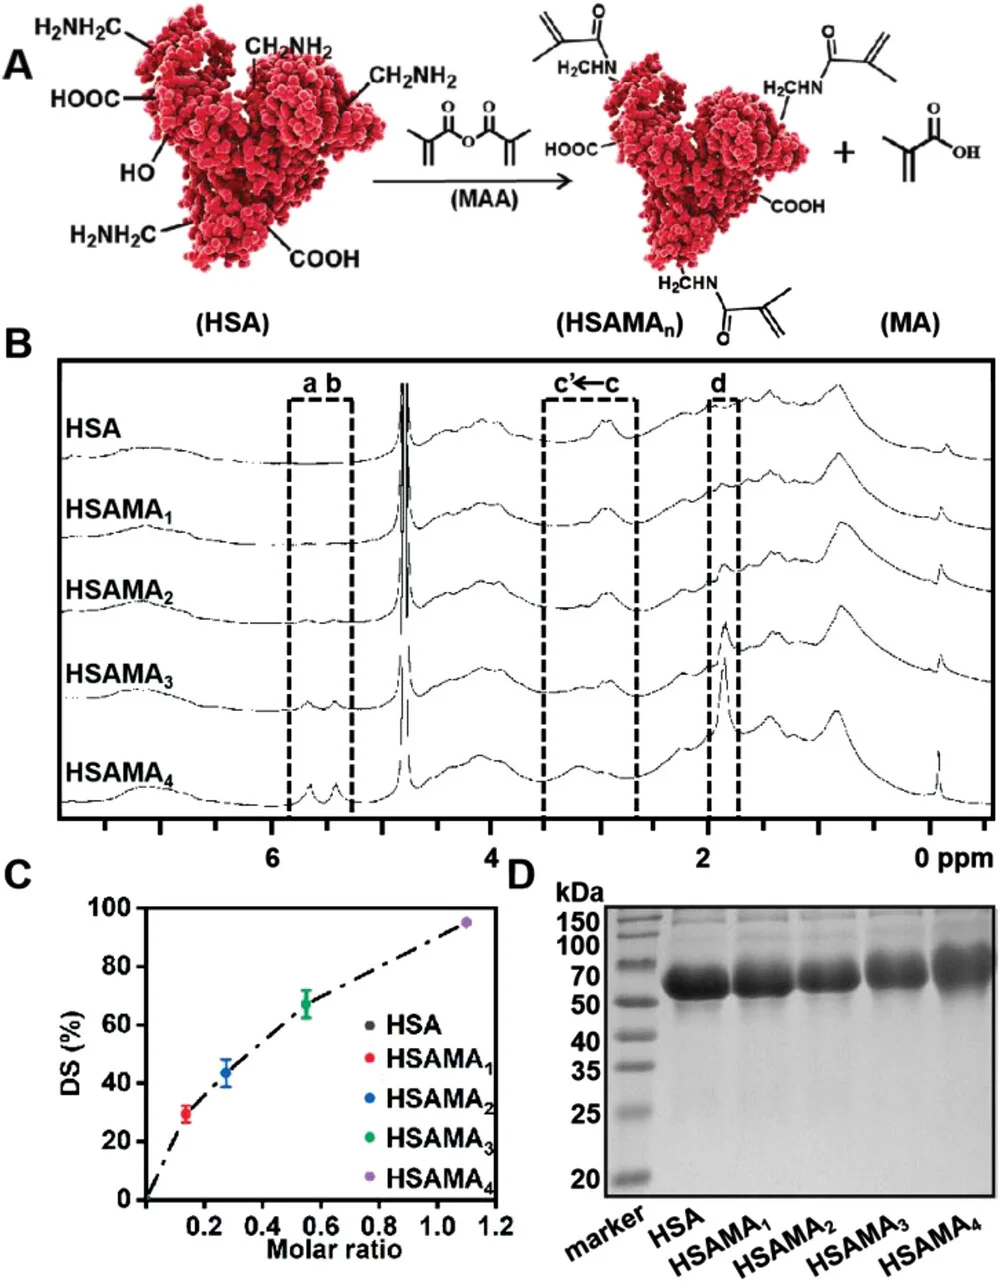 A
H₂NH₂C
CH₂NH₂
CH₂NH₂
HOOC
HO
H₂NH₂C
COOH
O O
O
(MAA)
O
H₂CHN
O
H₂CHN
HOOC
COOH
H₂CHN
O
+
O
OH
(HSA)
(HSAMAₙ)
(MA)
B
a b
c'←c
d
HSA
HSAMA₁
HSAMA₂
HSAMA₃
HSAMA₄
6 4 2 0 ppm
C
DS (%)
100
80
60
40
20
0
HSA
HSAMA₁
HSAMA₂
HSAMA₃
HSAMA₄
0.2 0.4 0.6 0.8 1.0 1.2
Molar ratio
D
kDa
150
100
70
50
40
35
25
20
marker HSA HSAMA₁ HSAMA₂ HSAMA₃ HSAMA₄